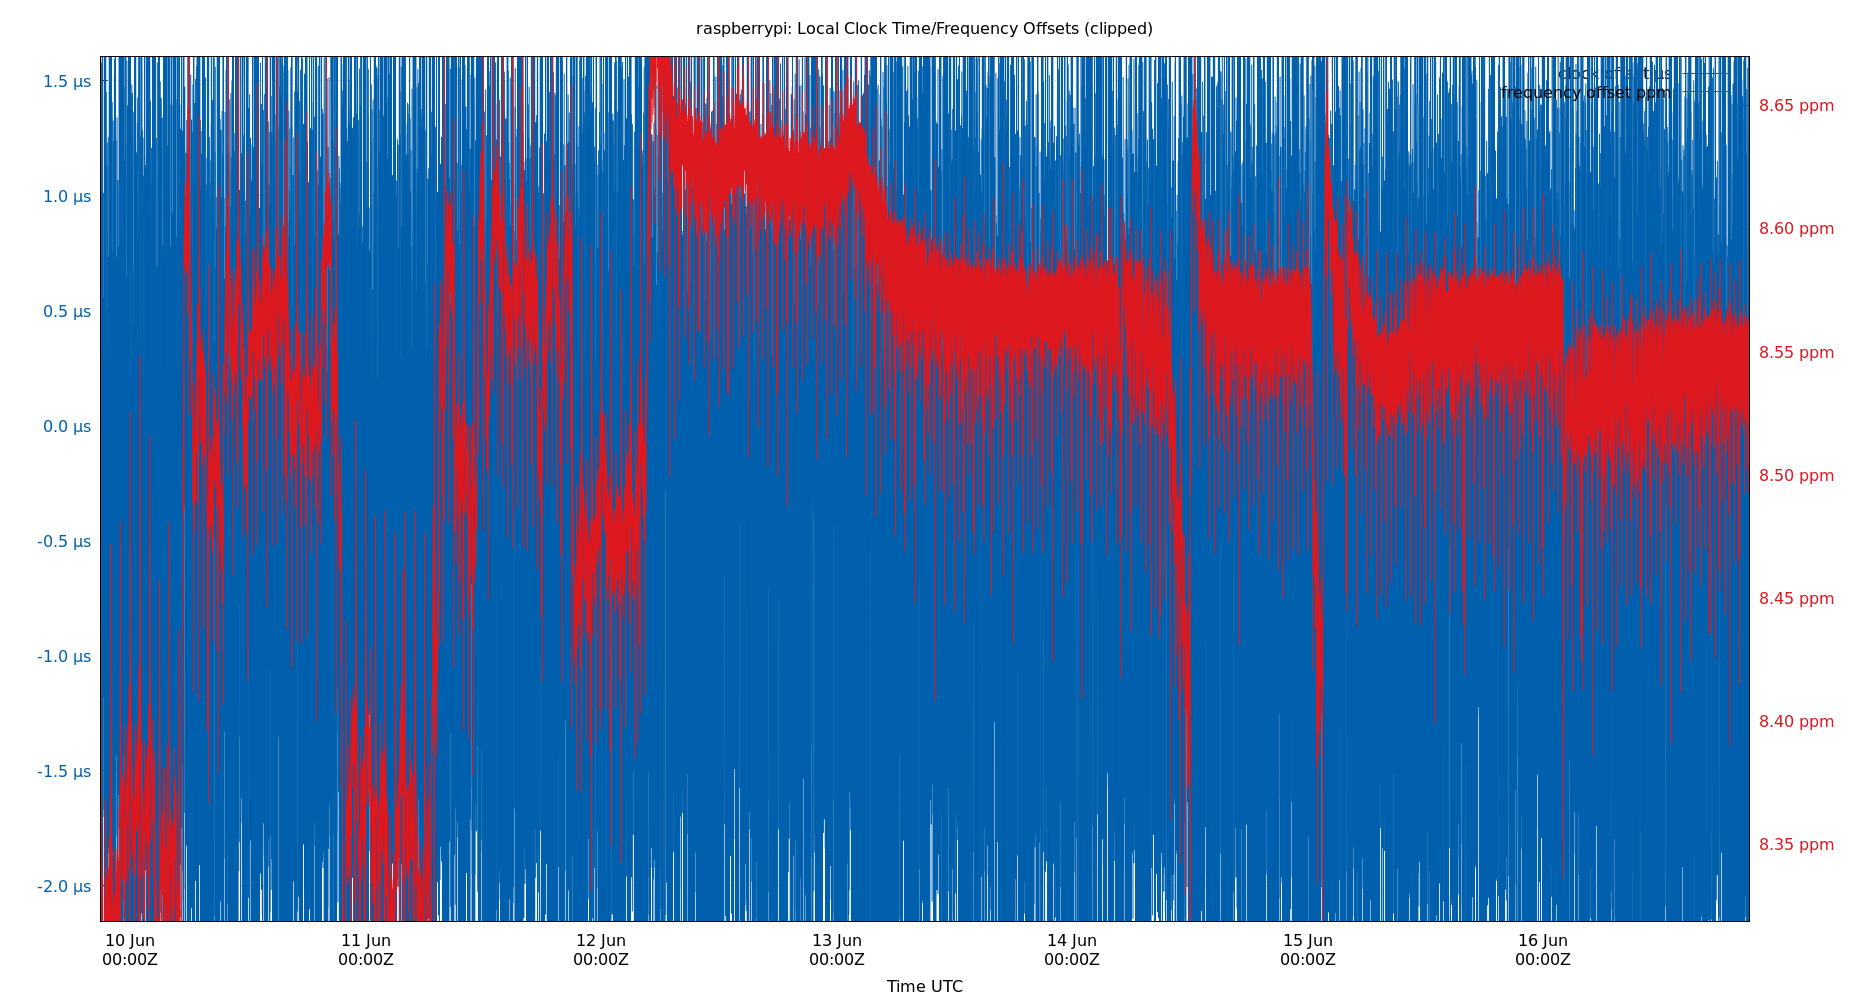 raspberrypi: Local Clock Time/Frequency Offsets (clipped)
1.5 µs
1.0 µs
0.5 µs
0.0 µs
-0.5 µs
-1.0 µs
-1.5 µs
-2.0 µs
clock offset µs
frequency offset ppm
8.65 ppm
8.60 ppm
8.55 ppm
8.50 ppm
8.45 ppm
8.40 ppm
8.35 ppm
10 Jun 11 Jun 12 Jun 13 Jun 14 Jun 15 Jun 16 Jun
00:00Z 00:00Z 00:00Z 00:00Z 00:00Z 00:00Z 00:00Z
Time UTC